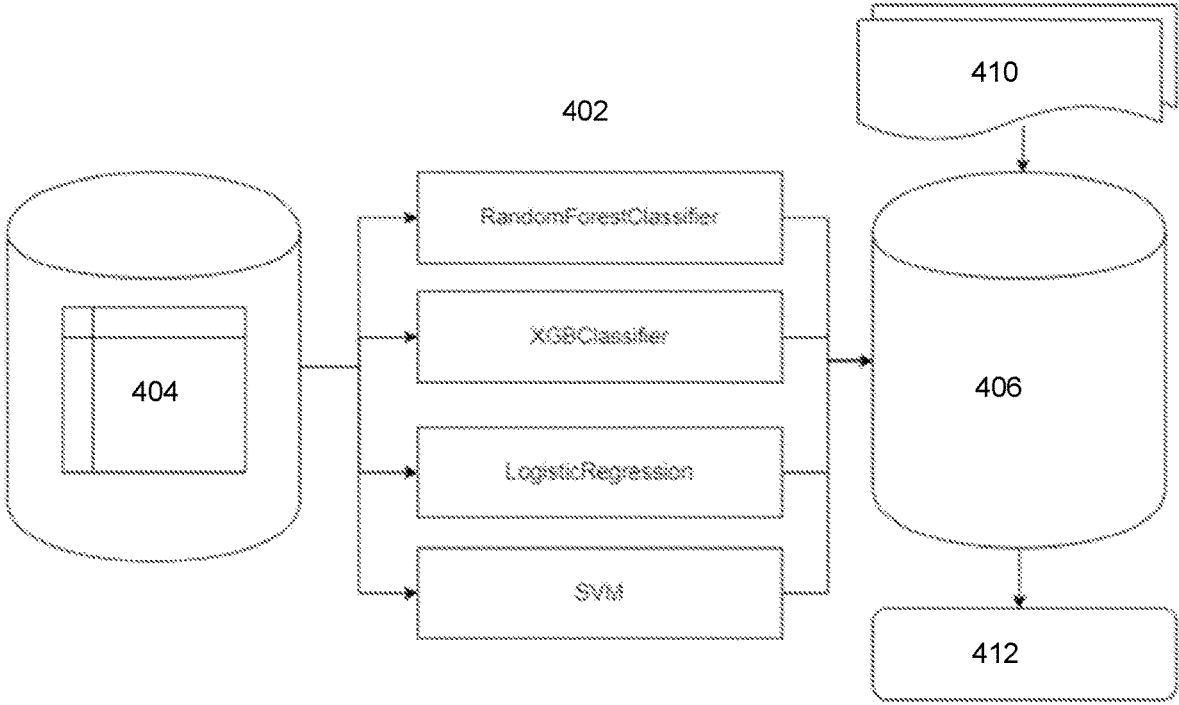 410
402
RandomForestClassifier
XGBClassifier
404
406
LogisticRegression
SVM
412